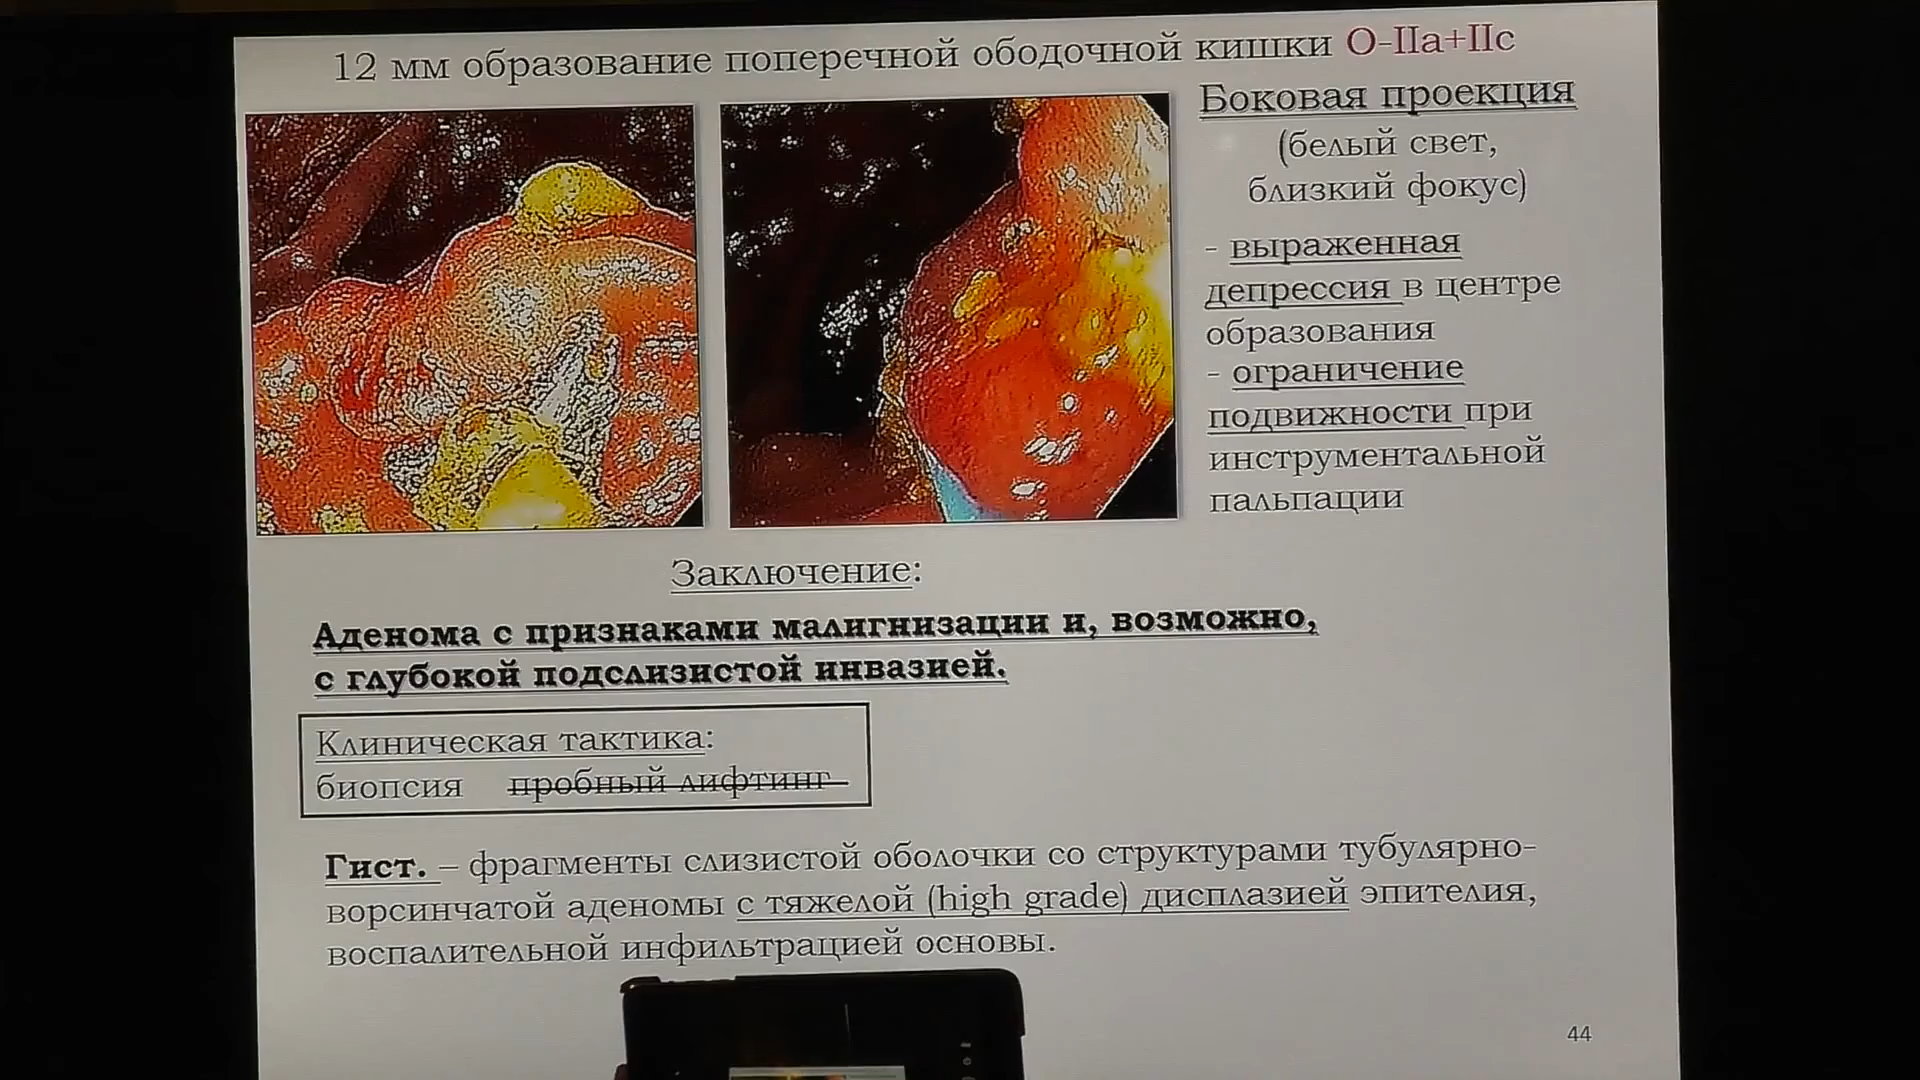 12 мм образование поперечной ободочной кишки O-IIa+IIc
Боковая проекция
(белый свет,
близкий фокус)
- выраженная
депрессия в центре
образования
- ограничение
подвижности при
инструментальной
пальпации
Заключение:
Аденома с признаками малигнизации и, возможно,
с глубокой подслизистой инвазией.
Клиническая тактика:
биопсия пробный лифтинг
Гист. – фрагменты слизистой оболочки со структурами тубулярно-
ворсинчатой аденомы с тяжелой (high grade) дисплазией эпителия,
воспалительной инфильтрацией основы.
44